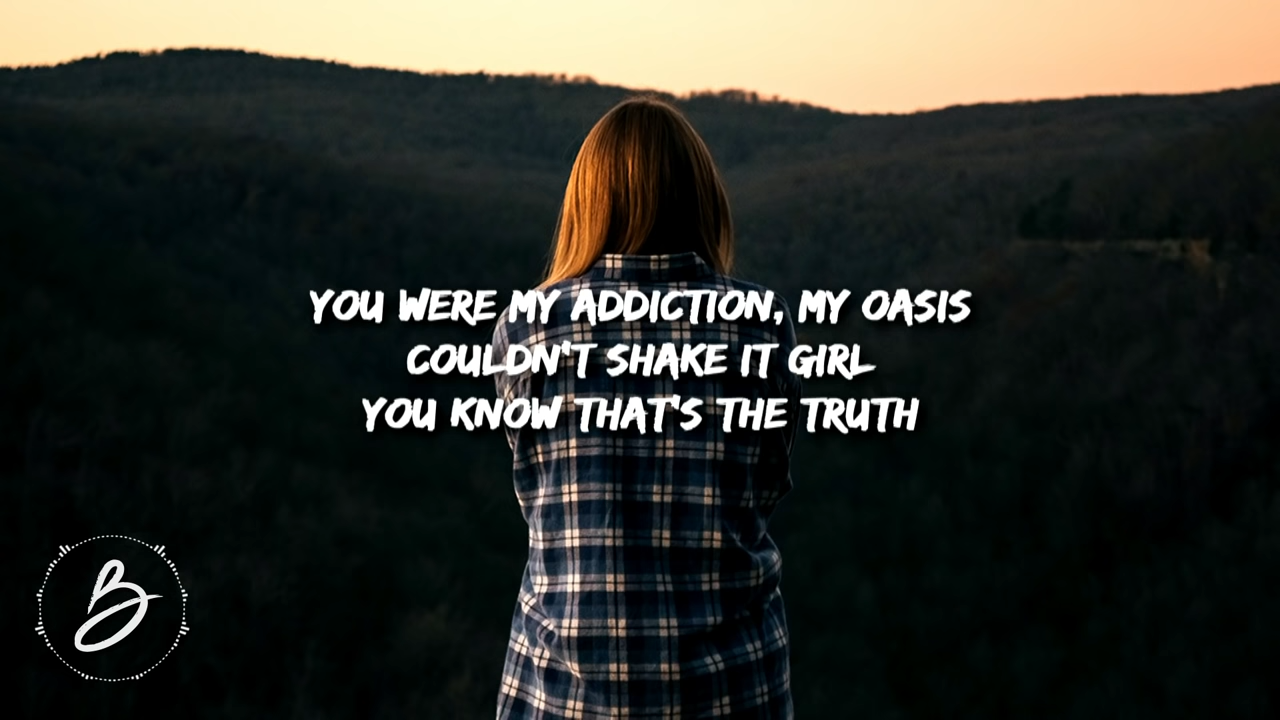 YOU WERE MY ADDICTION, MY OASIS
COULDN'T SHAKE IT GIRL
YOU KNOW THAT'S THE TRUTH
B